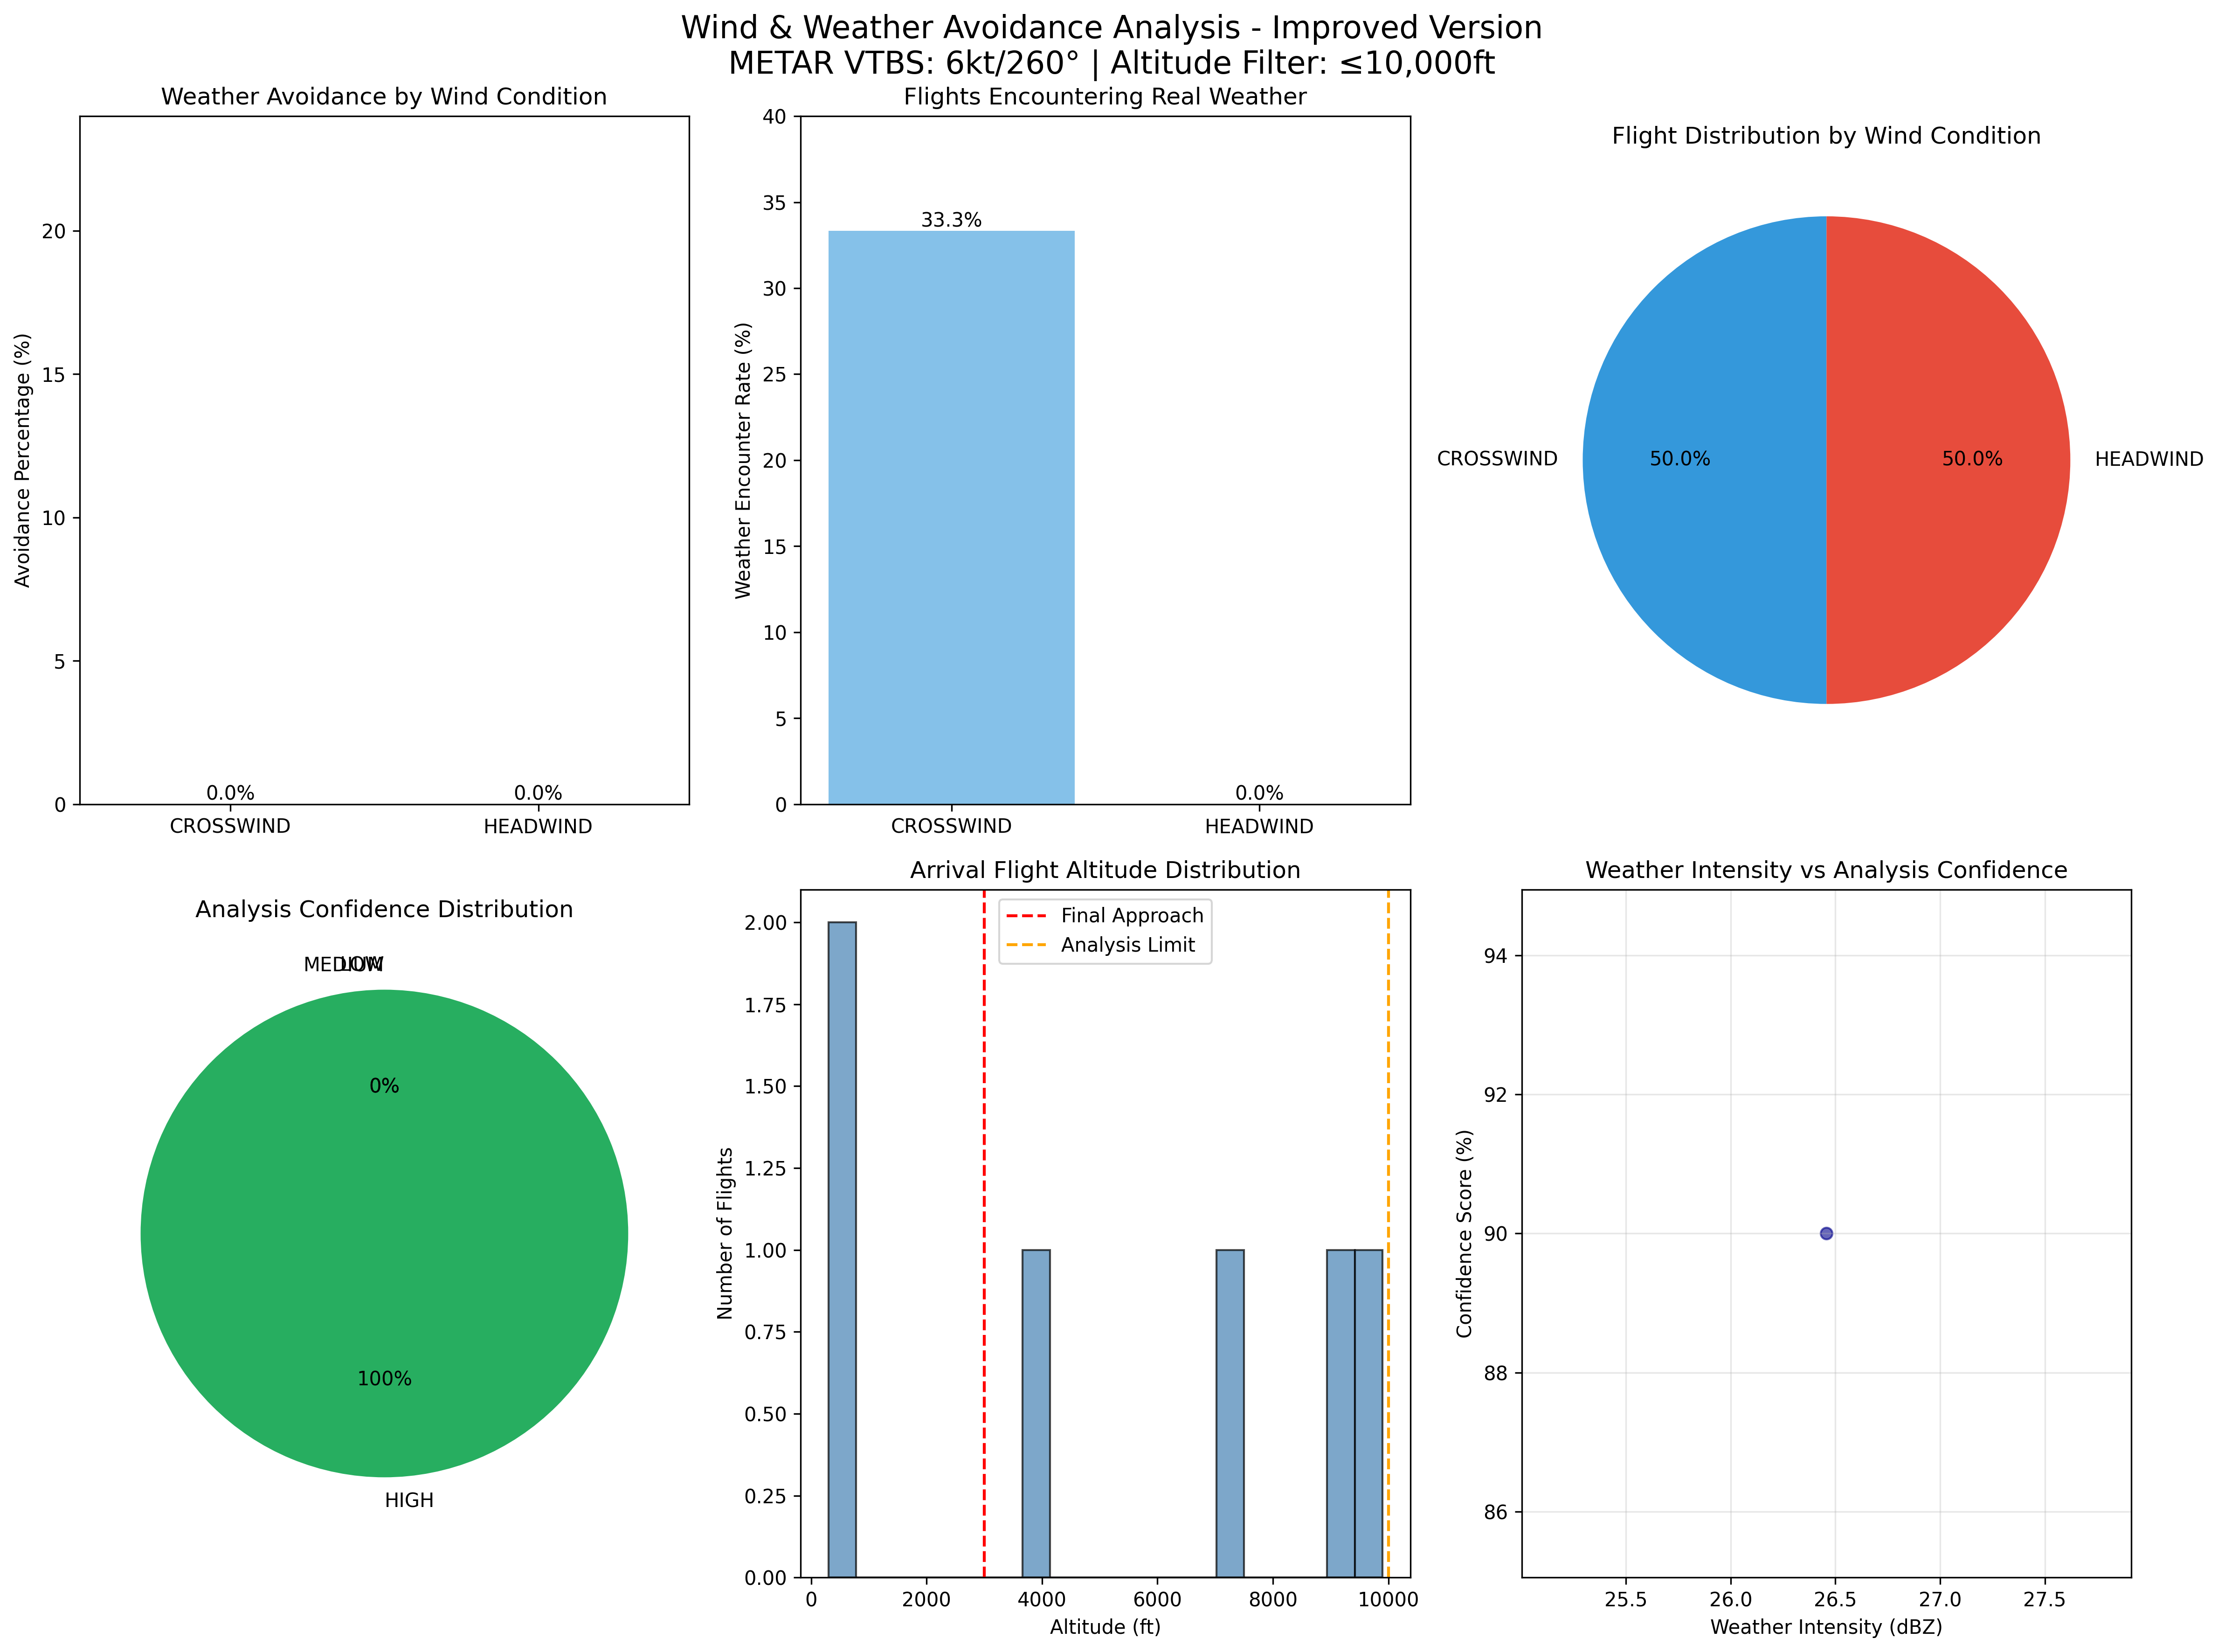 Wind & Weather Avoidance Analysis - Improved Version
METAR VTBS: 6kt/260° | Altitude Filter: ≤10,000ft
Weather Avoidance by Wind Condition
Avoidance Percentage (%)
20
15
10
5
0
0.0%
0.0%
CROSSWIND
HEADWIND
Flights Encountering Real Weather
Weather Encounter Rate (%)
40
35
30
25
20
15
10
5
0
33.3%
0.0%
CROSSWIND
HEADWIND
Flight Distribution by Wind Condition
CROSSWIND
50.0%
50.0%
HEADWIND
Analysis Confidence Distribution
MEDIUM
LOW
0%
100%
HIGH
Arrival Flight Altitude Distribution
Number of Flights
2.00
1.75
1.50
1.25
1.00
0.75
0.50
0.25
0.00
Final Approach
Analysis Limit
0
2000
4000
6000
8000
10000
Altitude (ft)
Weather Intensity vs Analysis Confidence
Confidence Score (%)
94
92
90
88
86
25.5
26.0
26.5
27.0
27.5
Weather Intensity (dBZ)